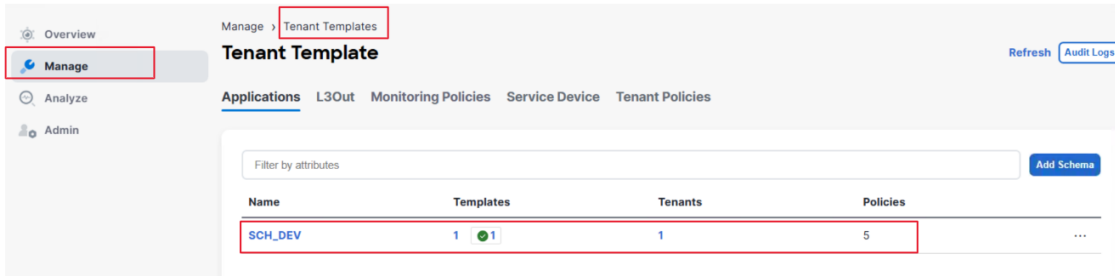 Overview
Manage
Analyze
Admin
Manage › Tenant Templates
Tenant Template
Refresh Audit Logs
Applications L3Out Monitoring Policies Service Device Tenant Policies
Filter by attributes
Add Schema
Name Templates Tenants Policies
SCH_DEV 1 1 1 5 ...